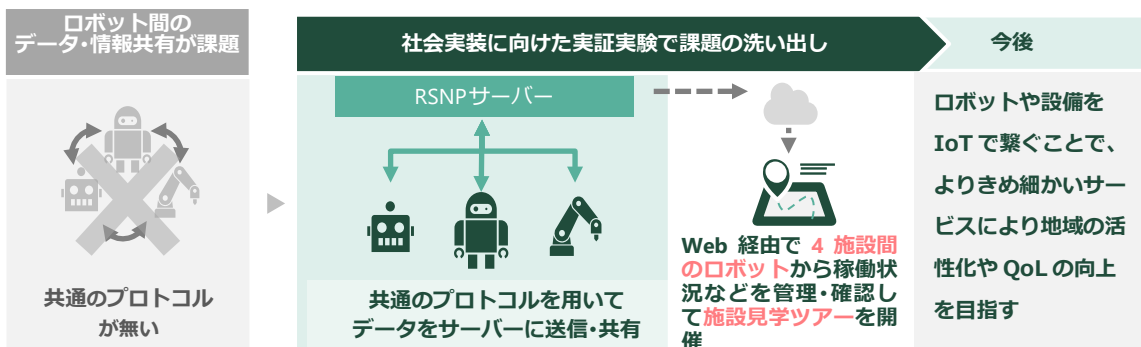 ロボット間の
データ・情報共有が課題
共通のプロトコル
が無い
社会実装に向けた実証実験で課題の洗い出し
RSNPサーバー
共通のプロトコルを用いて
データをサーバーに送信・共有
Web 経由で 4 施設間
のロボットから稼働状
況などを管理・確認し
て施設見学ツアーを開
催
今後
ロボットや設備を
IoT で繋ぐことで、
よりきめ細かいサー
ビスにより地域の活
性化や QoL の向上
を目指す